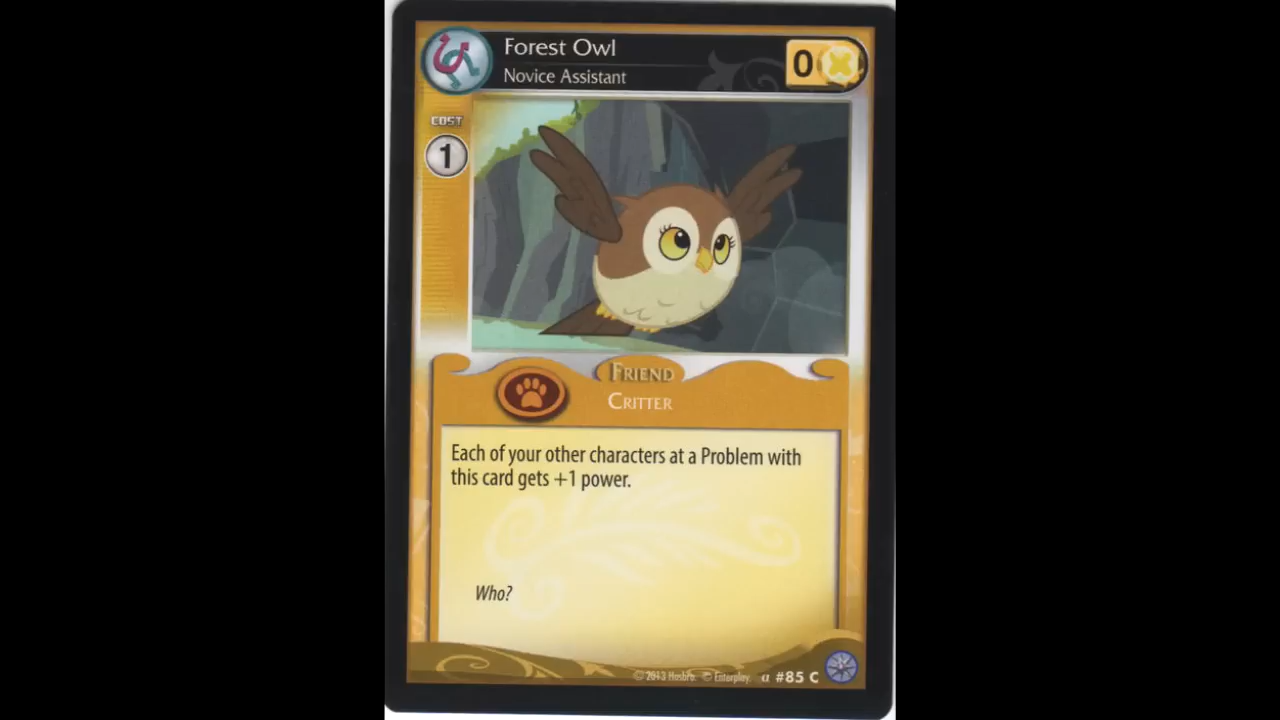 Forest Owl
Novice Assistant
0
COST
1
FRIEND
CRITTER
Each of your other characters at a Problem with
this card gets +1 power.
Who?
© 2013 Hasbro. © Enterplay. α #85 C